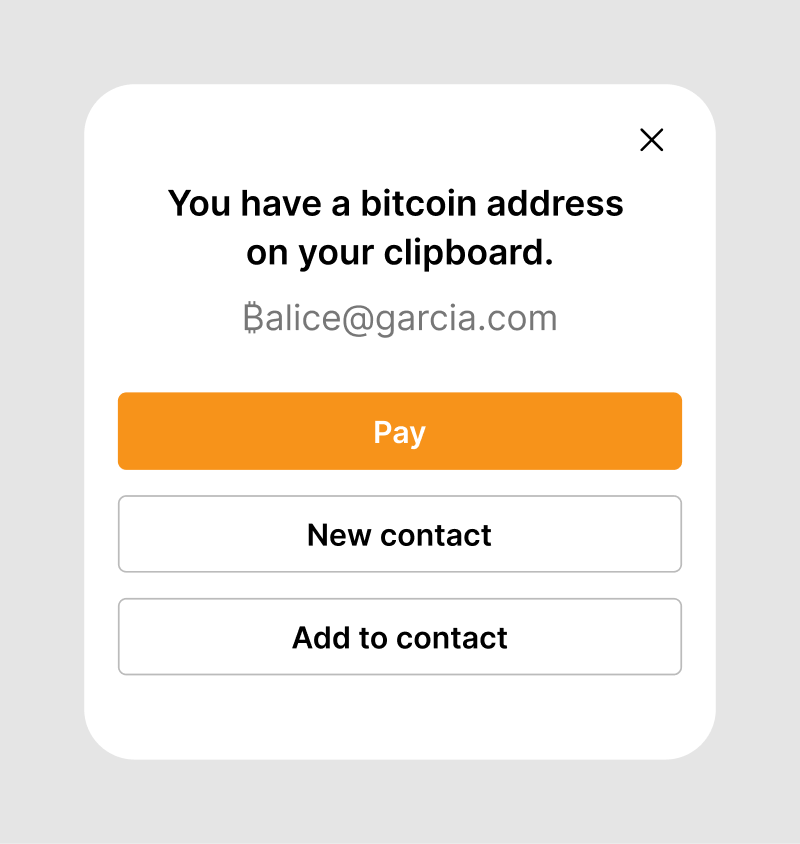 You have a bitcoin address
on your clipboard.
₿alice@garcia.com
Pay
New contact
Add to contact